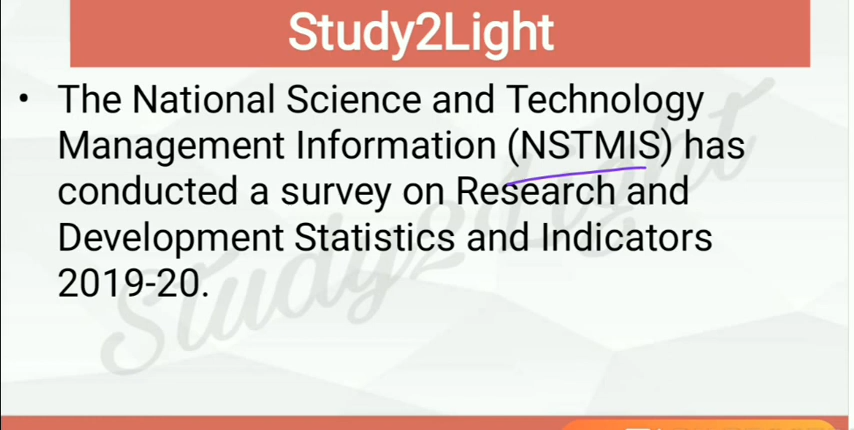 Study2Light
• The National Science and Technology
Management Information (NSTMIS) has
conducted a survey on Research and
Development Statistics and Indicators
2019-20.
Study2Light